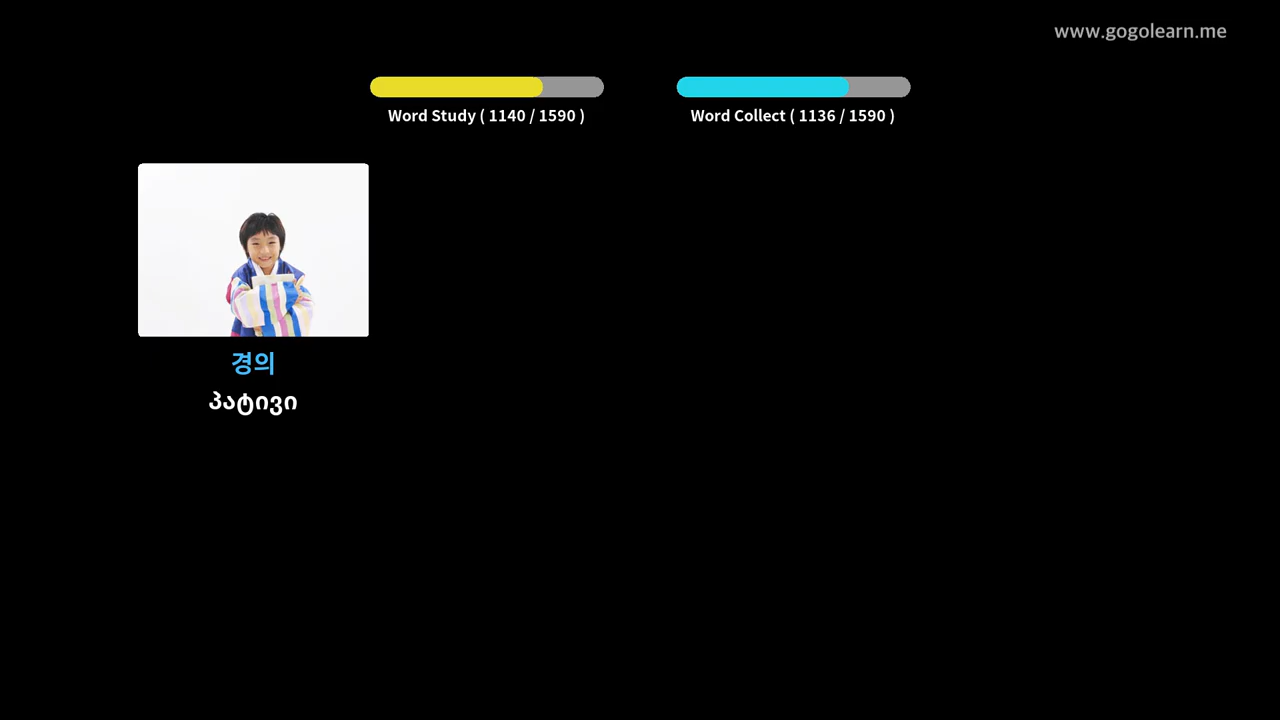 www.gogolearn.me
Word Study ( 1140 / 1590 )
Word Collect ( 1136 / 1590 )
경의
პატივი